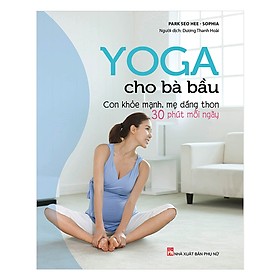 PARK SEO HEE - SOPHIA
Người dịch: Dương Thanh Hoài
YOGA
cho bà bầu
Con khỏe mạnh, mẹ dáng thon
30 phút mỗi ngày
NHÀ XUẤT BẢN PHỤ NỮ